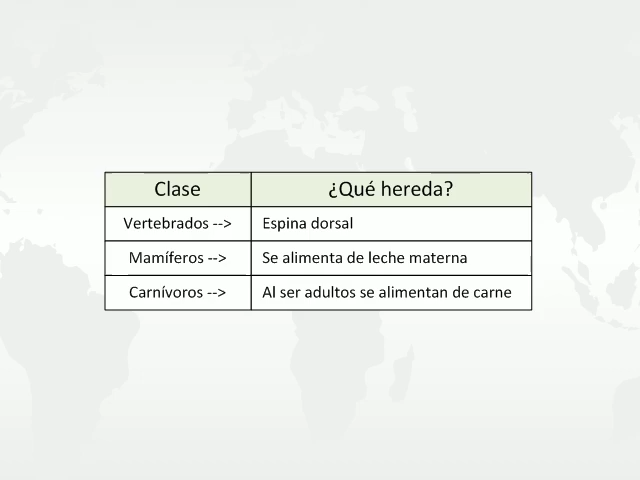 Clase ¿Qué hereda?
Vertebrados --> Espina dorsal
Mamíferos --> Se alimenta de leche materna
Carnívoros --> Al ser adultos se alimentan de carne